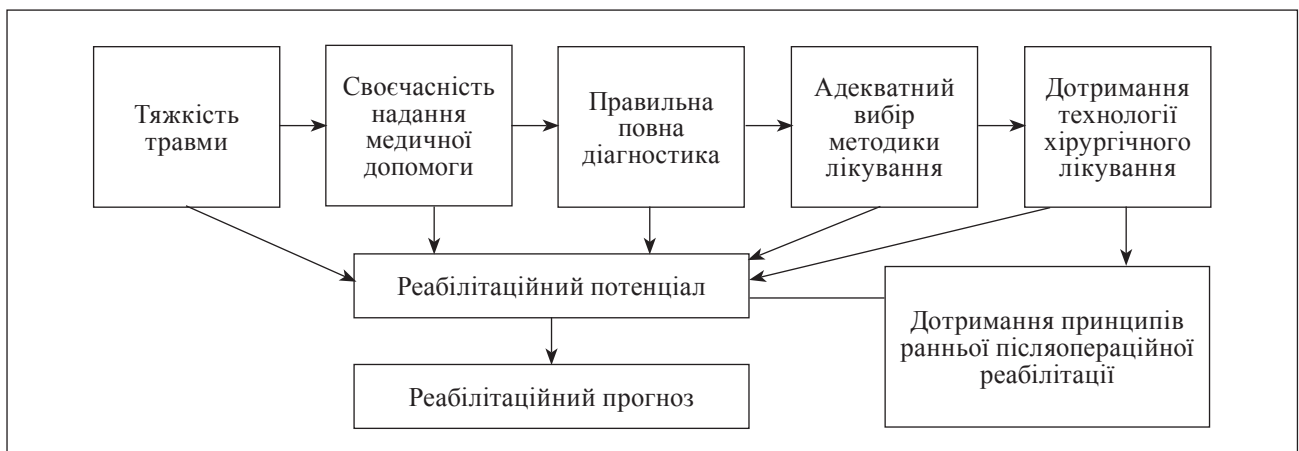 Тяжкість
травми
Своєчасність
надання
медичної
допомоги
Правильна
повна
діагностика
Адекватний
вибір
методики
лікування
Дотримання
технології
хірургічного
лікування
Реабілітаційний потенціал
Дотримання принципів
ранньої післяопераційної
реабілітації
Реабілітаційний прогноз